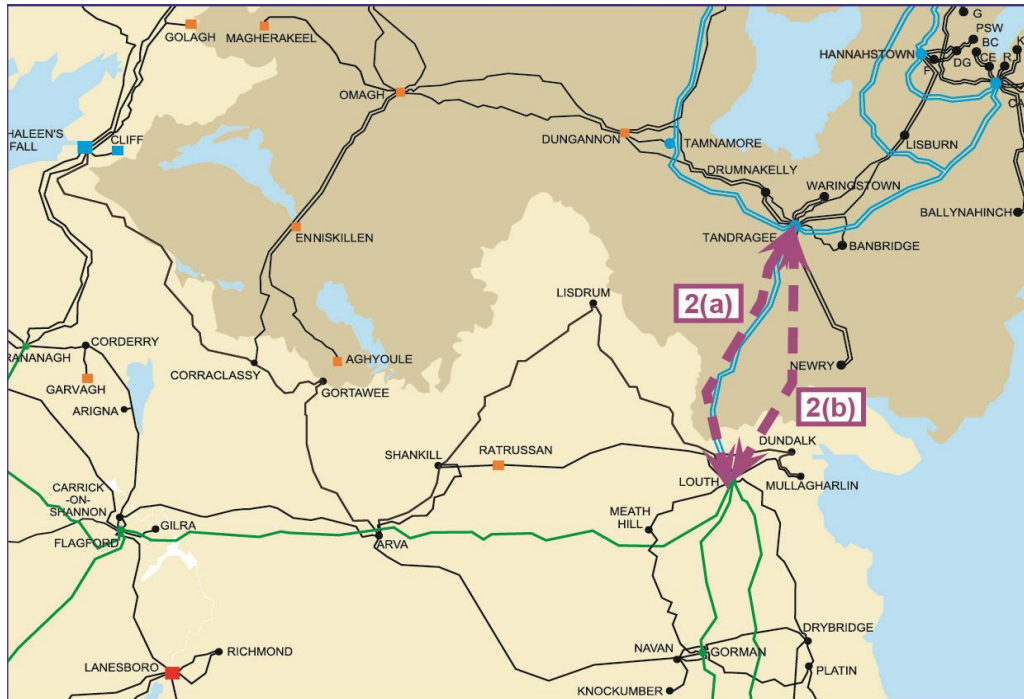 GOLAGH
MAGHERAKEEL
OMAGH
HALEEN'S
FALL
CLIFF
ENNISKILLEN
DUNGANNON
TAMNAMORE
DRUMNAKELLY
WARINGSTOWN
LISBURN
HANNAHSTOWN
G
PSW
BC
CE
R
K
DG
F
CA
BALLYNAHINCH
TANDRAGEE
BANBRIDGE
2(a)
NEWRY
2(b)
LISDRUM
RANANAGH
CORDERRY
GARVAGH
ARIGNA
CORRACLASSY
AGHYOULE
GORTAWEE
SHANKILL
RATRUSSAN
DUNDALK
LOUTH
MULLAGHARLIN
CARRICK
-ON-
SHANNON
GILRA
FLAGFORD
ARVA
MEATH
HILL
LANESBORO
RICHMOND
NAVAN
GORMAN
DRYBRIDGE
PLATIN
KNOCKUMBER